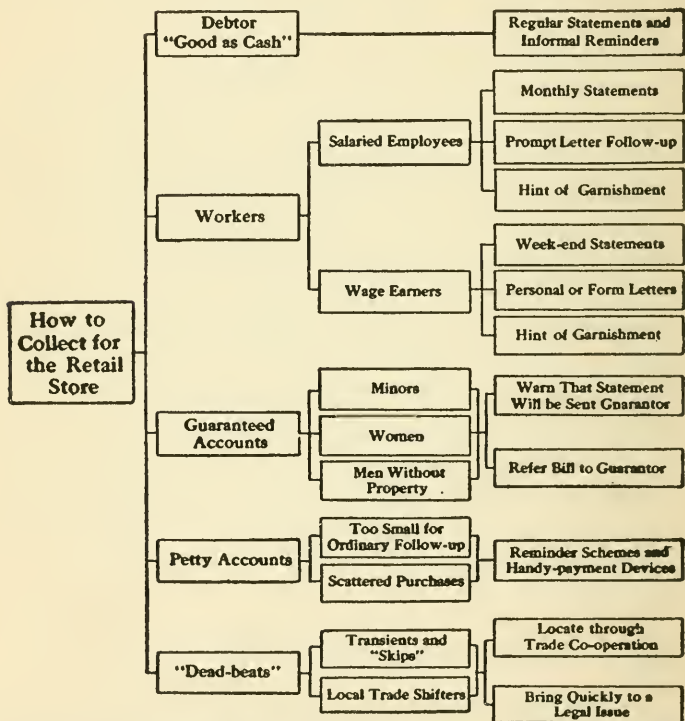 How to
Collect for
the Retail
Store
Debtor
"Good as Cash"
Regular Statements and
Informal Reminders
Workers
Salaried Employees
Monthly Statements
Prompt Letter Follow-up
Hint of Garnishment
Wage Earners
Week-end Statements
Personal or Form Letters
Hint of Garnishment
Guaranteed
Accounts
Minors
Women
Men Without
Property
Warn That Statement
Will be Sent Guarantor
Refer Bill to Guarantor
Petty Accounts
Too Small for
Ordinary Follow-up
Scattered Purchases
Reminder Schemes and
Handy-payment Devices
"Dead-beats"
Transients and
"Skips"
Local Trade Shifters
Locate through
Trade Co-operation
Bring Quickly to a
Legal Issue